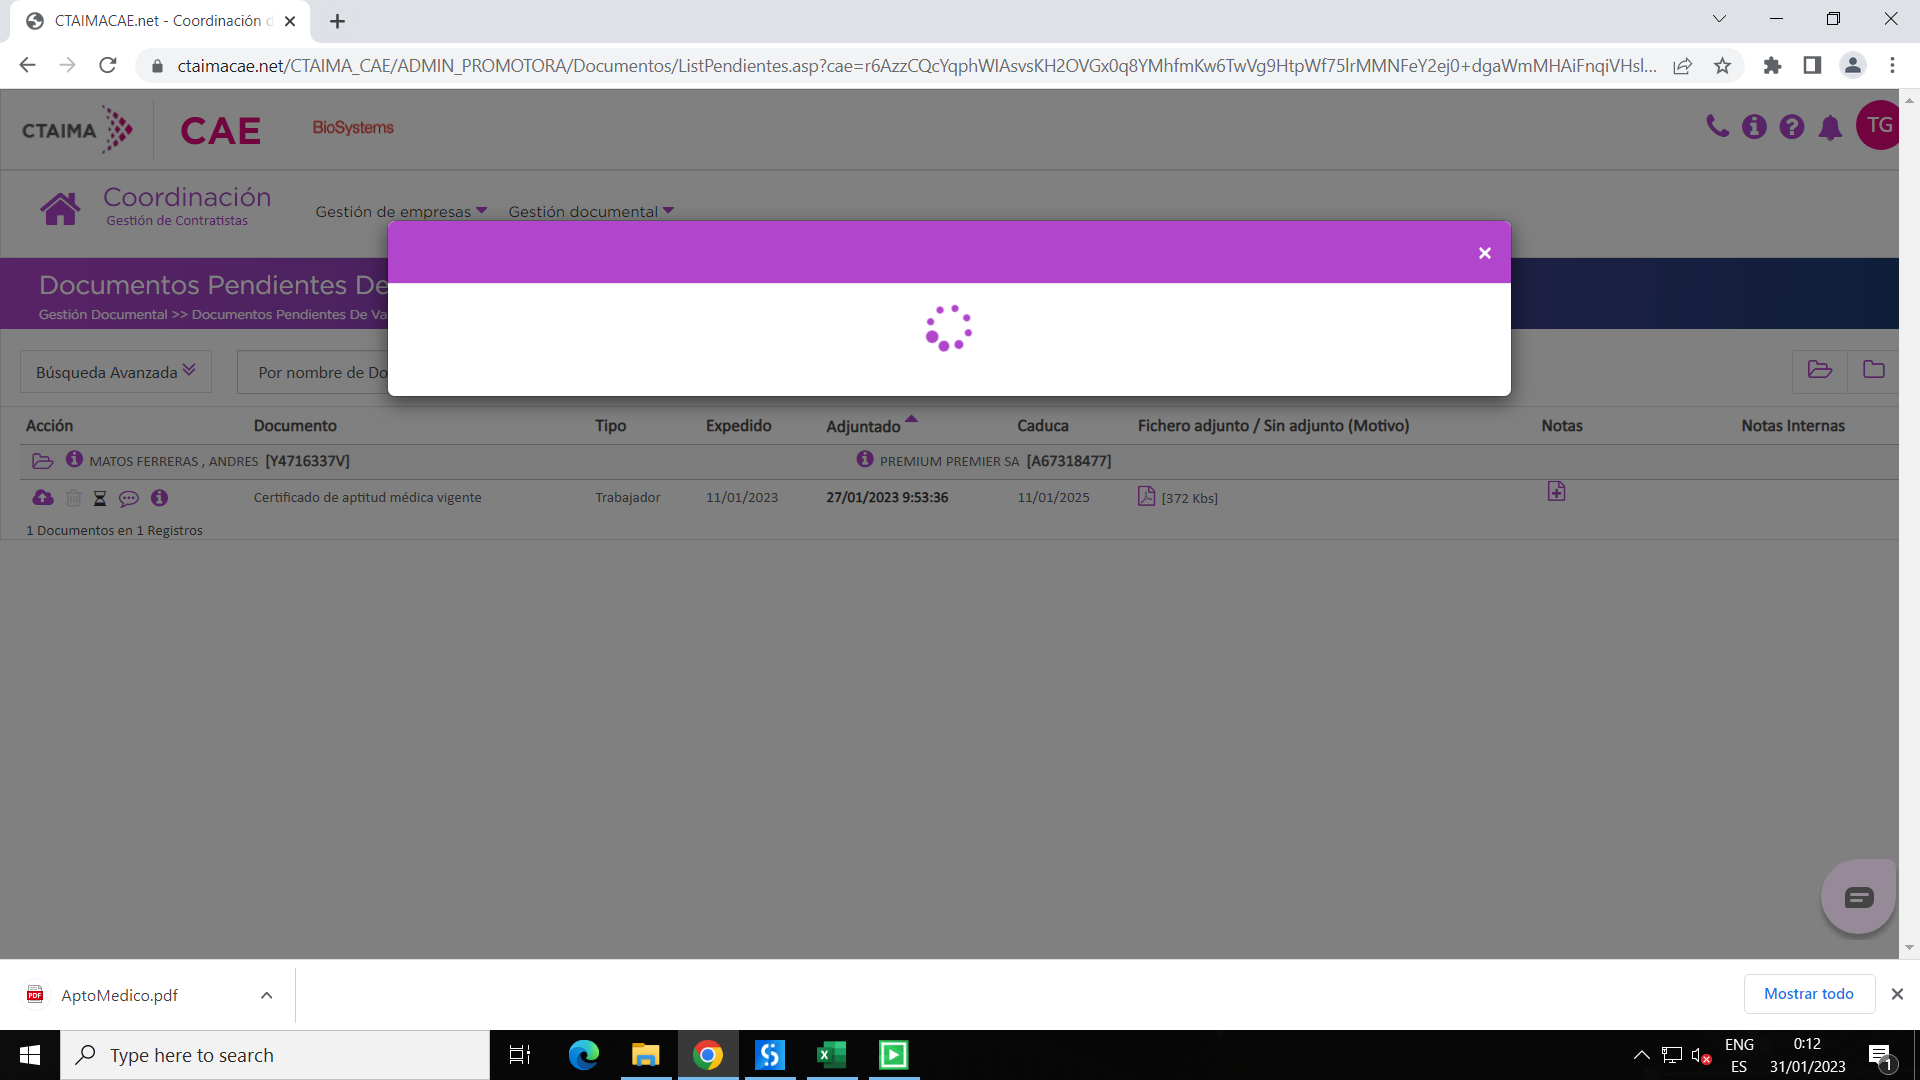 CTAIMACAE.net - Coordinación d
ctaimacae.net/CTAIMA_CAE/ADMIN_PROMOTORA/Documentos/ListPendientes.asp?cae=r6AzzCQcYqphWIAsvsKH2OVGx0q8YMhfmKw6TwVg9HtpWf75lrMMNFeY2ej0+dgaWmMHAiFnqiVHsl...
CTAIMA CAE BioSystems TG
Coordinación
Gestión de Contratistas
Gestión de empresas Gestión documental
Documentos Pendientes De
Gestión Documental >> Documentos Pendientes De Va
Búsqueda Avanzada Por nombre de Do
Acción Documento Tipo Expedido Adjuntado Caduca Fichero adjunto / Sin adjunto (Motivo) Notas Notas Internas
MATOS FERRERAS , ANDRES [Y4716337V] PREMIUM PREMIER SA [A67318477]
Certificado de aptitud médica vigente Trabajador 11/01/2023 27/01/2023 9:53:36 11/01/2025 [372 Kbs]
1 Documentos en 1 Registros
PDF AptoMedico.pdf Mostrar todo
Type here to search
ENG
ES
0:12
31/01/2023
1